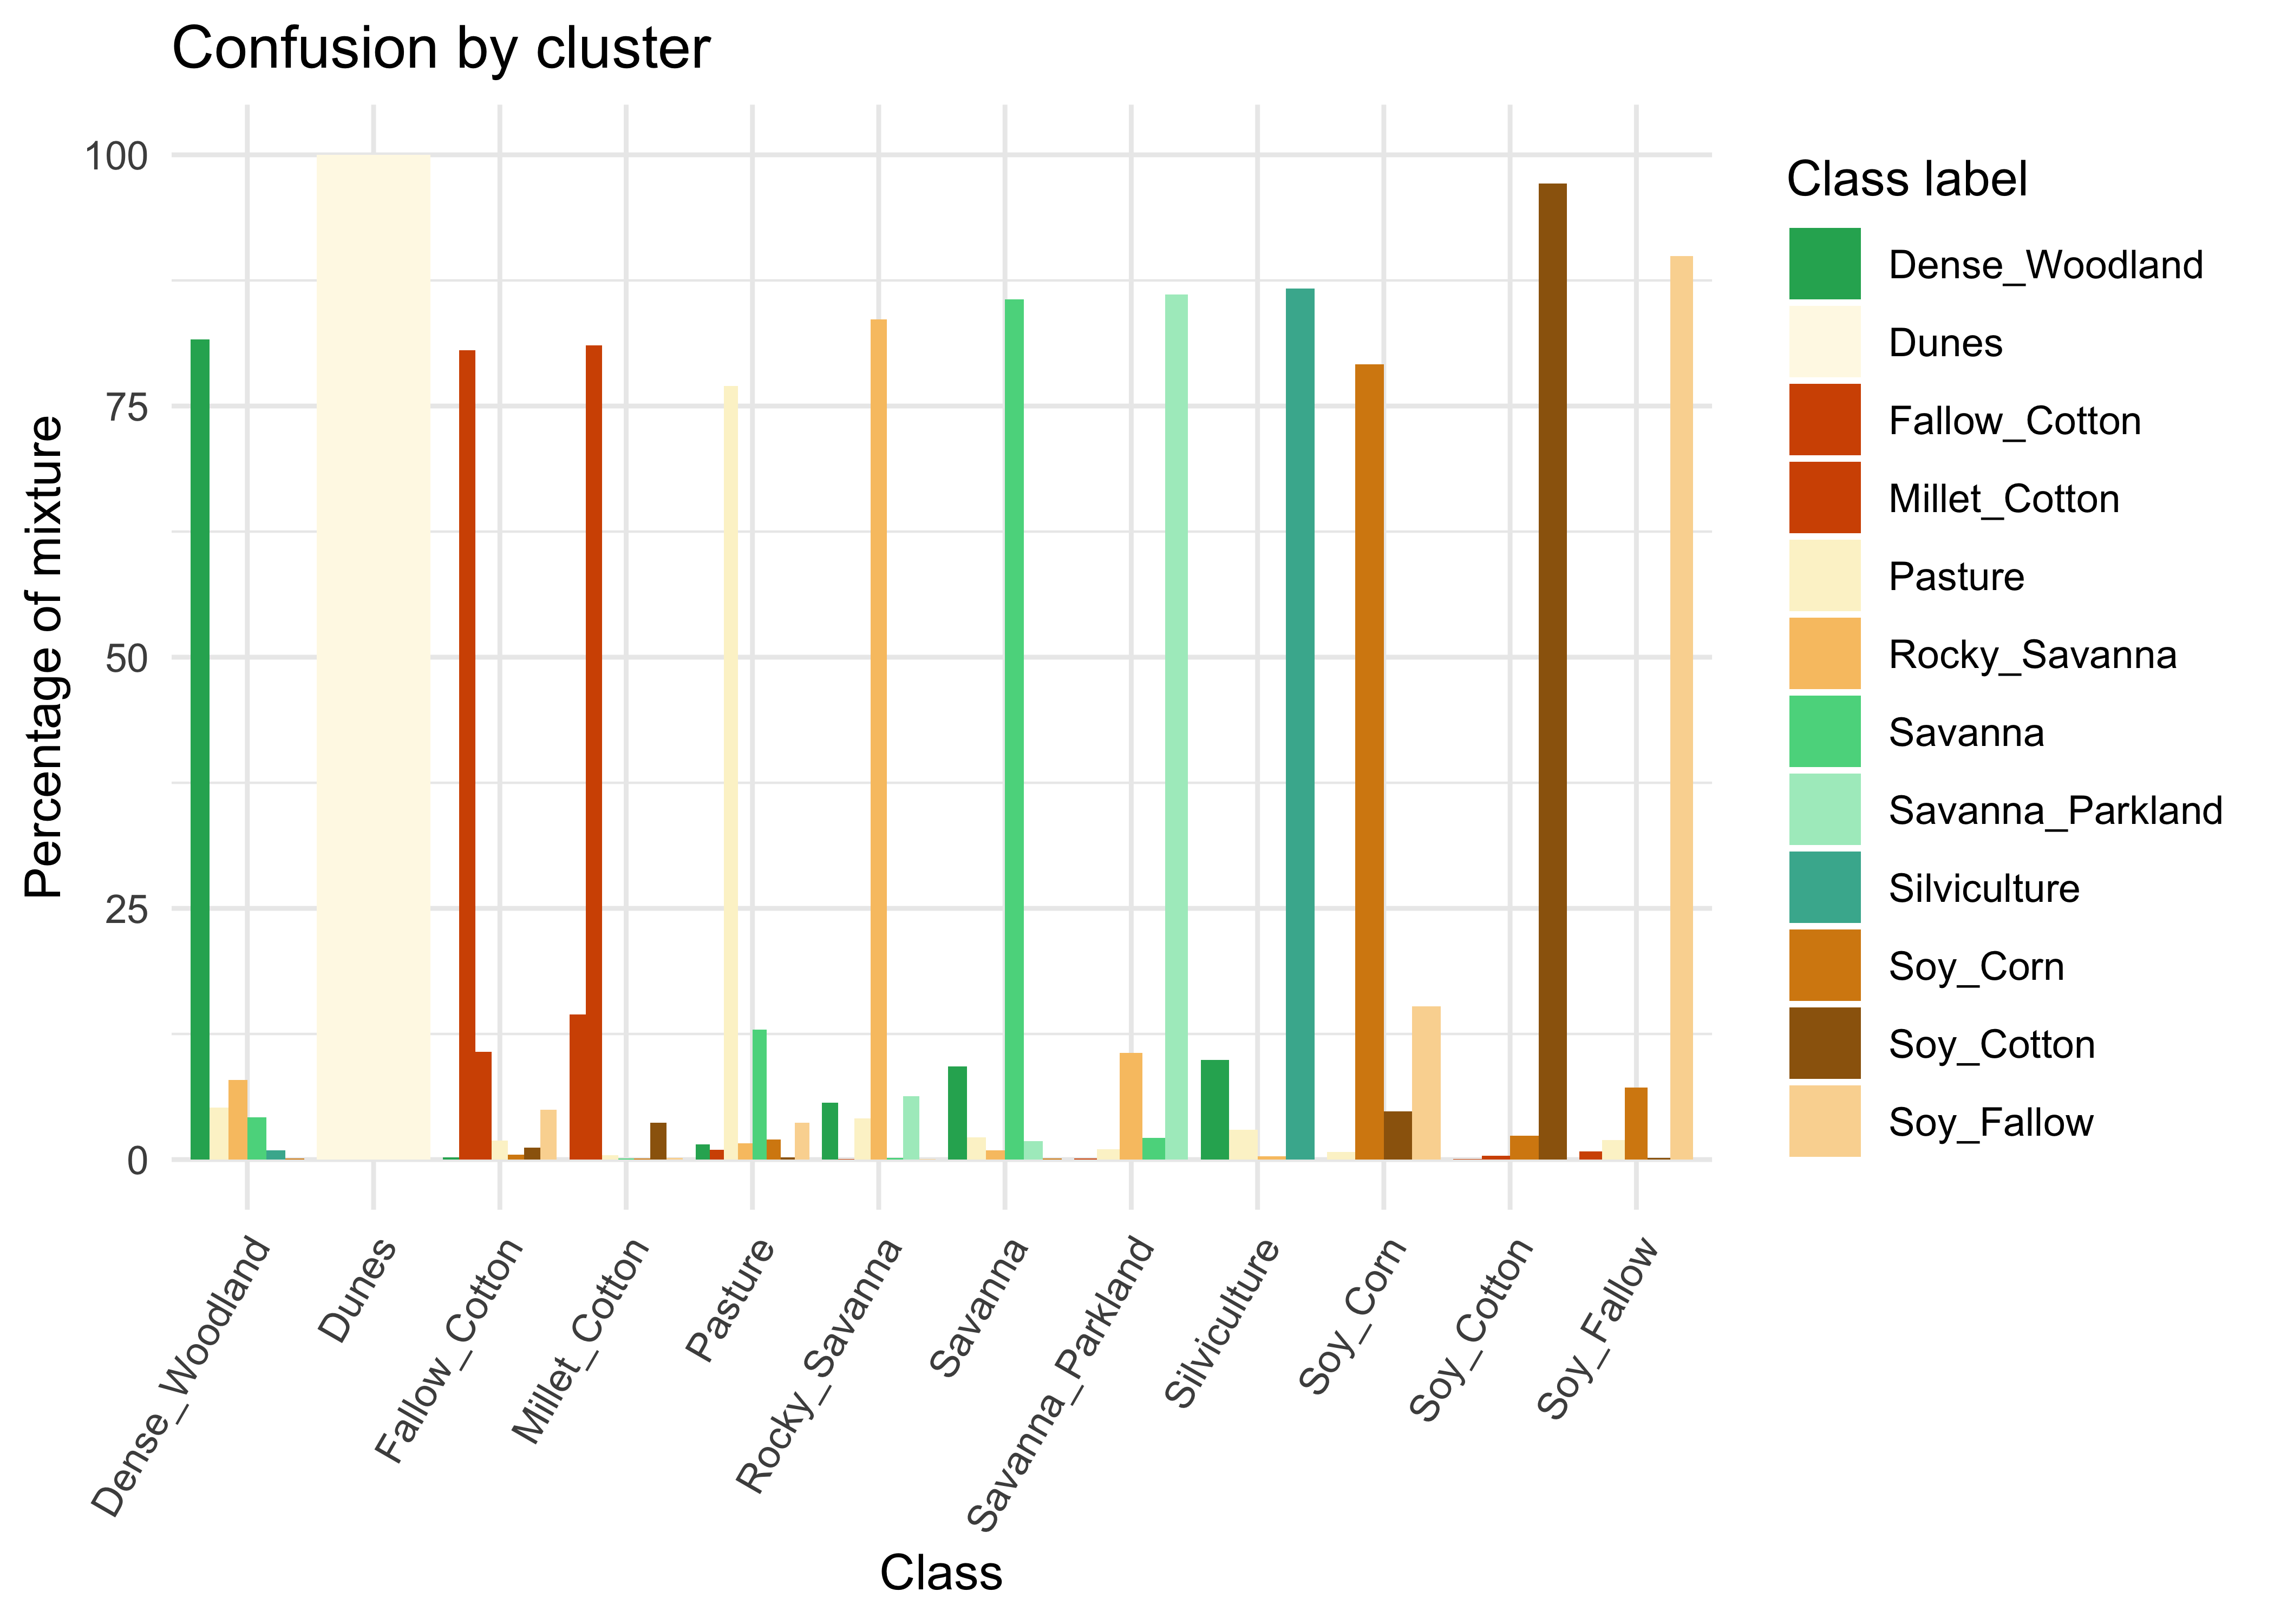 Confusion by cluster
Percentage of mixture
100
75
50
25
0
Dense_Woodland
Dunes
Fallow_Cotton
Millet_Cotton
Pasture
Rocky_Savanna
Savanna
Savanna_Parkland
Silviculture
Soy_Corn
Soy_Cotton
Soy_Fallow
Class
Class label
Dense_Woodland
Dunes
Fallow_Cotton
Millet_Cotton
Pasture
Rocky_Savanna
Savanna
Savanna_Parkland
Silviculture
Soy_Corn
Soy_Cotton
Soy_Fallow